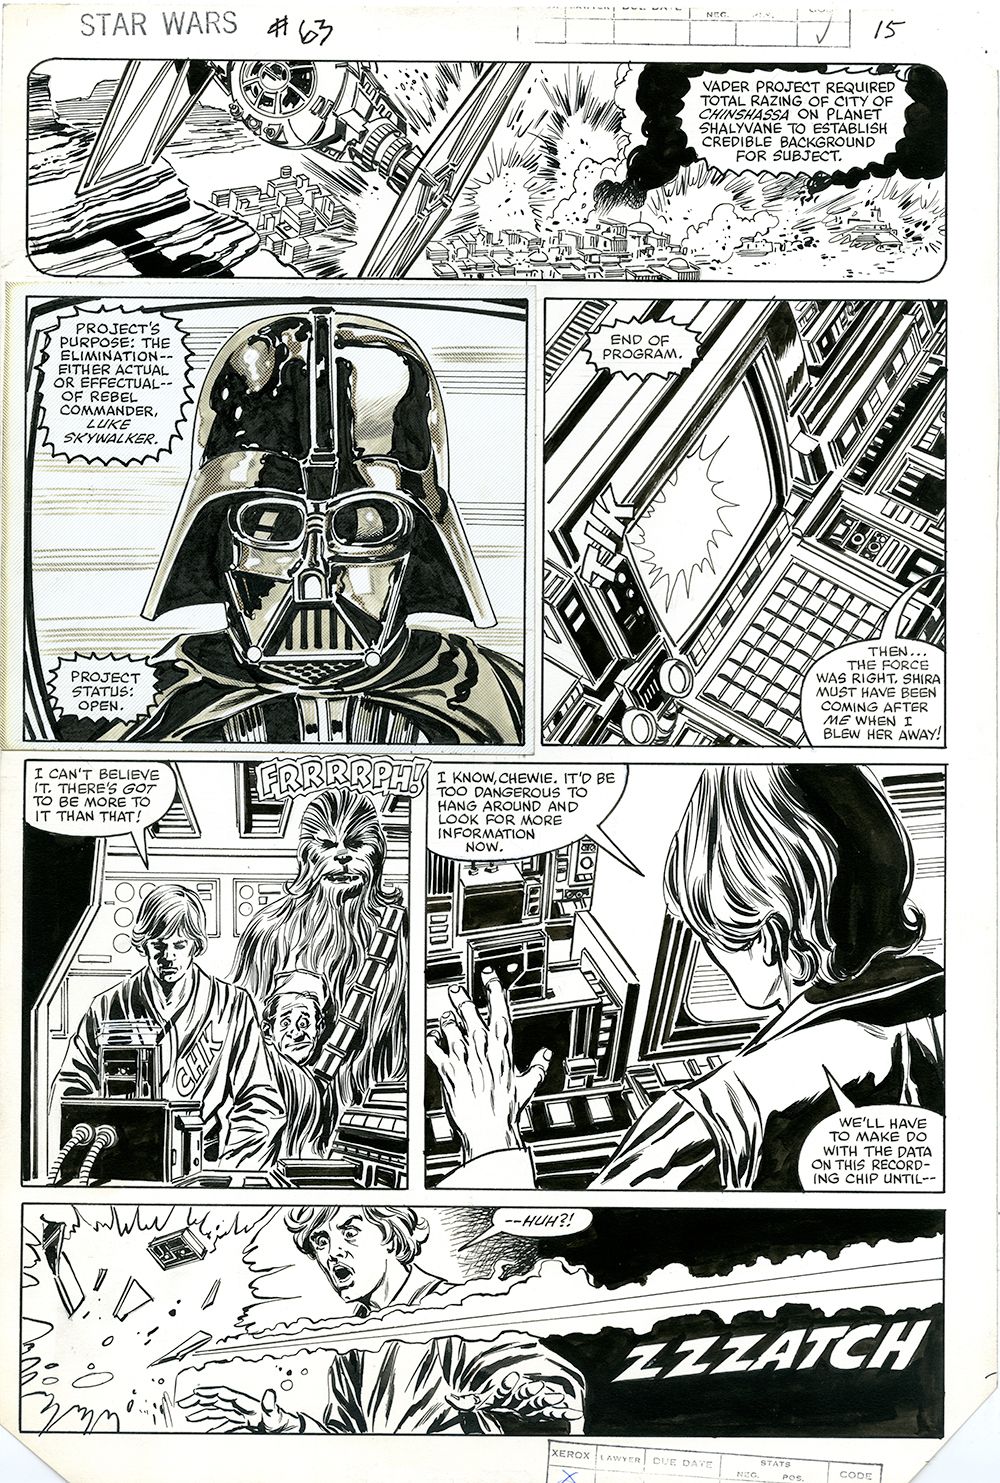 STAR WARS #63
DUE DATE
NEG.
15
VADER PROJECT REQUIRED
TOTAL RAZING OF CITY OF
CHINSHASSA ON PLANET
SHALYVANE TO ESTABLISH
CREDIBLE BACKGROUND
FOR SUBJECT.
PROJECT'S
PURPOSE: THE
ELIMINATION--
EITHER ACTUAL
OR EFFECTUAL--
OF REBEL
COMMANDER,
LUKE
SKYWALKER.
PROJECT
STATUS:
OPEN.
END OF
PROGRAM.
THEN...
THE FORCE
WAS RIGHT. SHIRA
MUST HAVE BEEN
COMING AFTER
ME WHEN I
BLEW HER AWAY!
I CAN'T BELIEVE
IT. THERE'S GOT
TO BE MORE TO
IT THAN THAT!
FRRRRPH!
I KNOW, CHEWIE. IT'D BE
TOO DANGEROUS TO
HANG AROUND AND
LOOK FOR MORE
INFORMATION
NOW.
WE'LL HAVE
TO MAKE DO
WITH THE DATA
ON THIS RECORD-
ING CHIP UNTIL--
--HUH?!
ZZZATCH
XEROX LAWYER DUE DATE STATS
NEG. POS. CODE
X